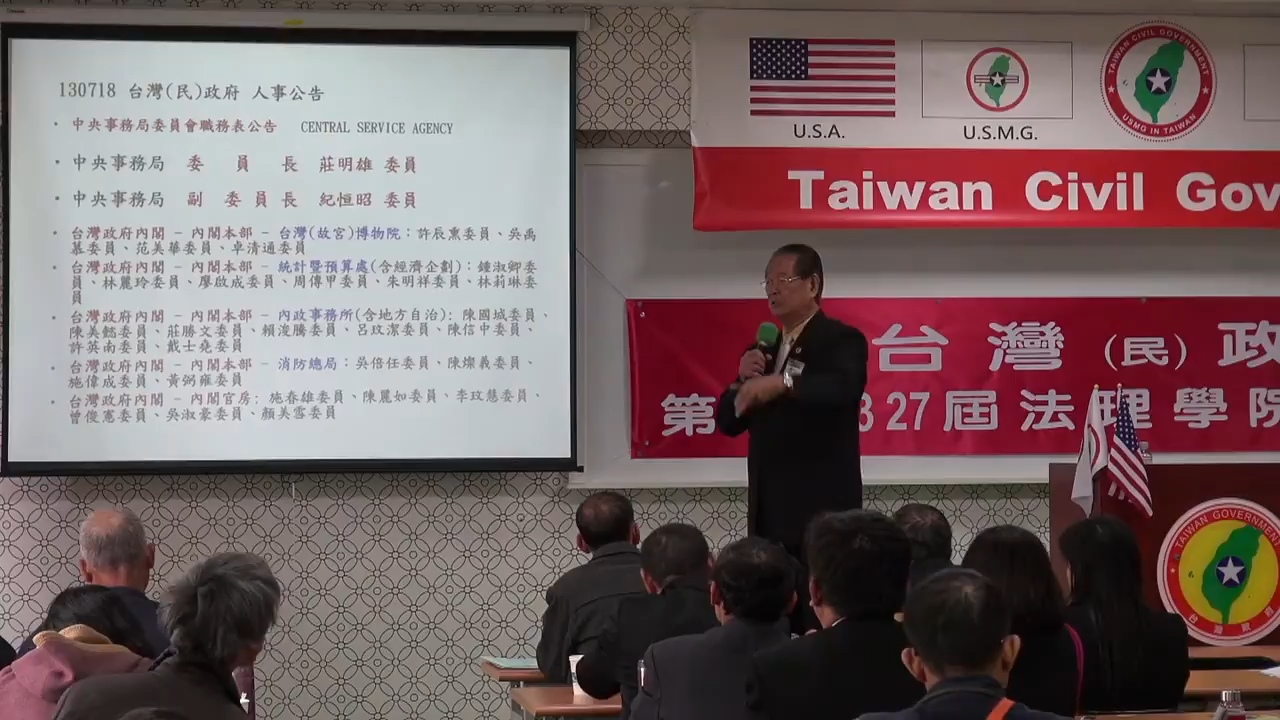 130718 台灣(民)政府 人事公告
• 中央事務局委員會職務表公告 CENTRAL SERVICE AGENCY
• 中央事務局 委 員 長 莊明雄 委員
• 中央事務局 副 委 員 長 紀恒昭 委員
• 台灣政府內閣 - 內閣本部 - 台灣(故宮)博物院：許辰熏委員、吳禹
慕委員、范美華委員、卓清通委員
• 台灣政府內閣 - 內閣本部 - 統計暨預算處(含經濟企劃)：鍾淑卿委
員、林麗玲委員、廖啟成委員、周傳甲委員、朱明祥委員、林莉琳委
員
• 台灣政府內閣 - 內閣本部 - 內政事務所(含地方自治): 陳國城委員、
陳美懿委員、莊勝文委員、賴浚騰委員、呂玫潔委員、陳信中委員、
許英南委員、戴士堯委員
• 台灣政府內閣 - 內閣本部 - 消防總局：吳倍任委員、陳燦義委員、
施偉成委員、黃弼雍委員
• 台灣政府內閣 - 內閣官房: 施春雄委員、陳麗如委員、李玟慧委員、
曾俊憲委員、吳淑豪委員、顏美雲委員
U.S.A.
U.S.M.G.
TAIWAN CIVIL GOVERNMENT
USMG IN TAIWAN
Taiwan Civil Gov
台灣(民)政
第 327屆法理學院
TAIWAN GOVERNMENT
台灣政府